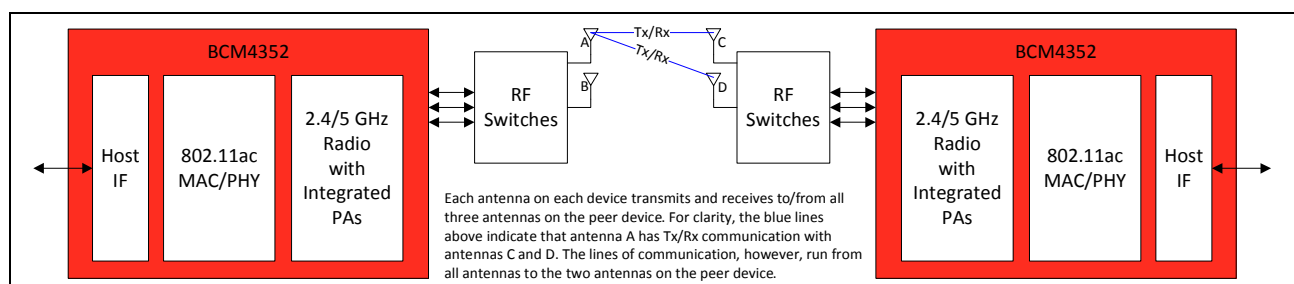 BCM4352
Host
IF
802.11ac
MAC/PHY
2.4/5 GHz
Radio
with
Integrated
PAs
RF
Switches
A
B
Tx/Rx
Tx/Rx
C
D
RF
Switches
BCM4352
2.4/5 GHz
Radio
with
Integrated
PAs
802.11ac
MAC/PHY
Host
IF
Each antenna on each device transmits and receives to/from all
three antennas on the peer device. For clarity, the blue lines
above indicate that antenna A has Tx/Rx communication with
antennas C and D. The lines of communication, however, run from
all antennas to the two antennas on the peer device.